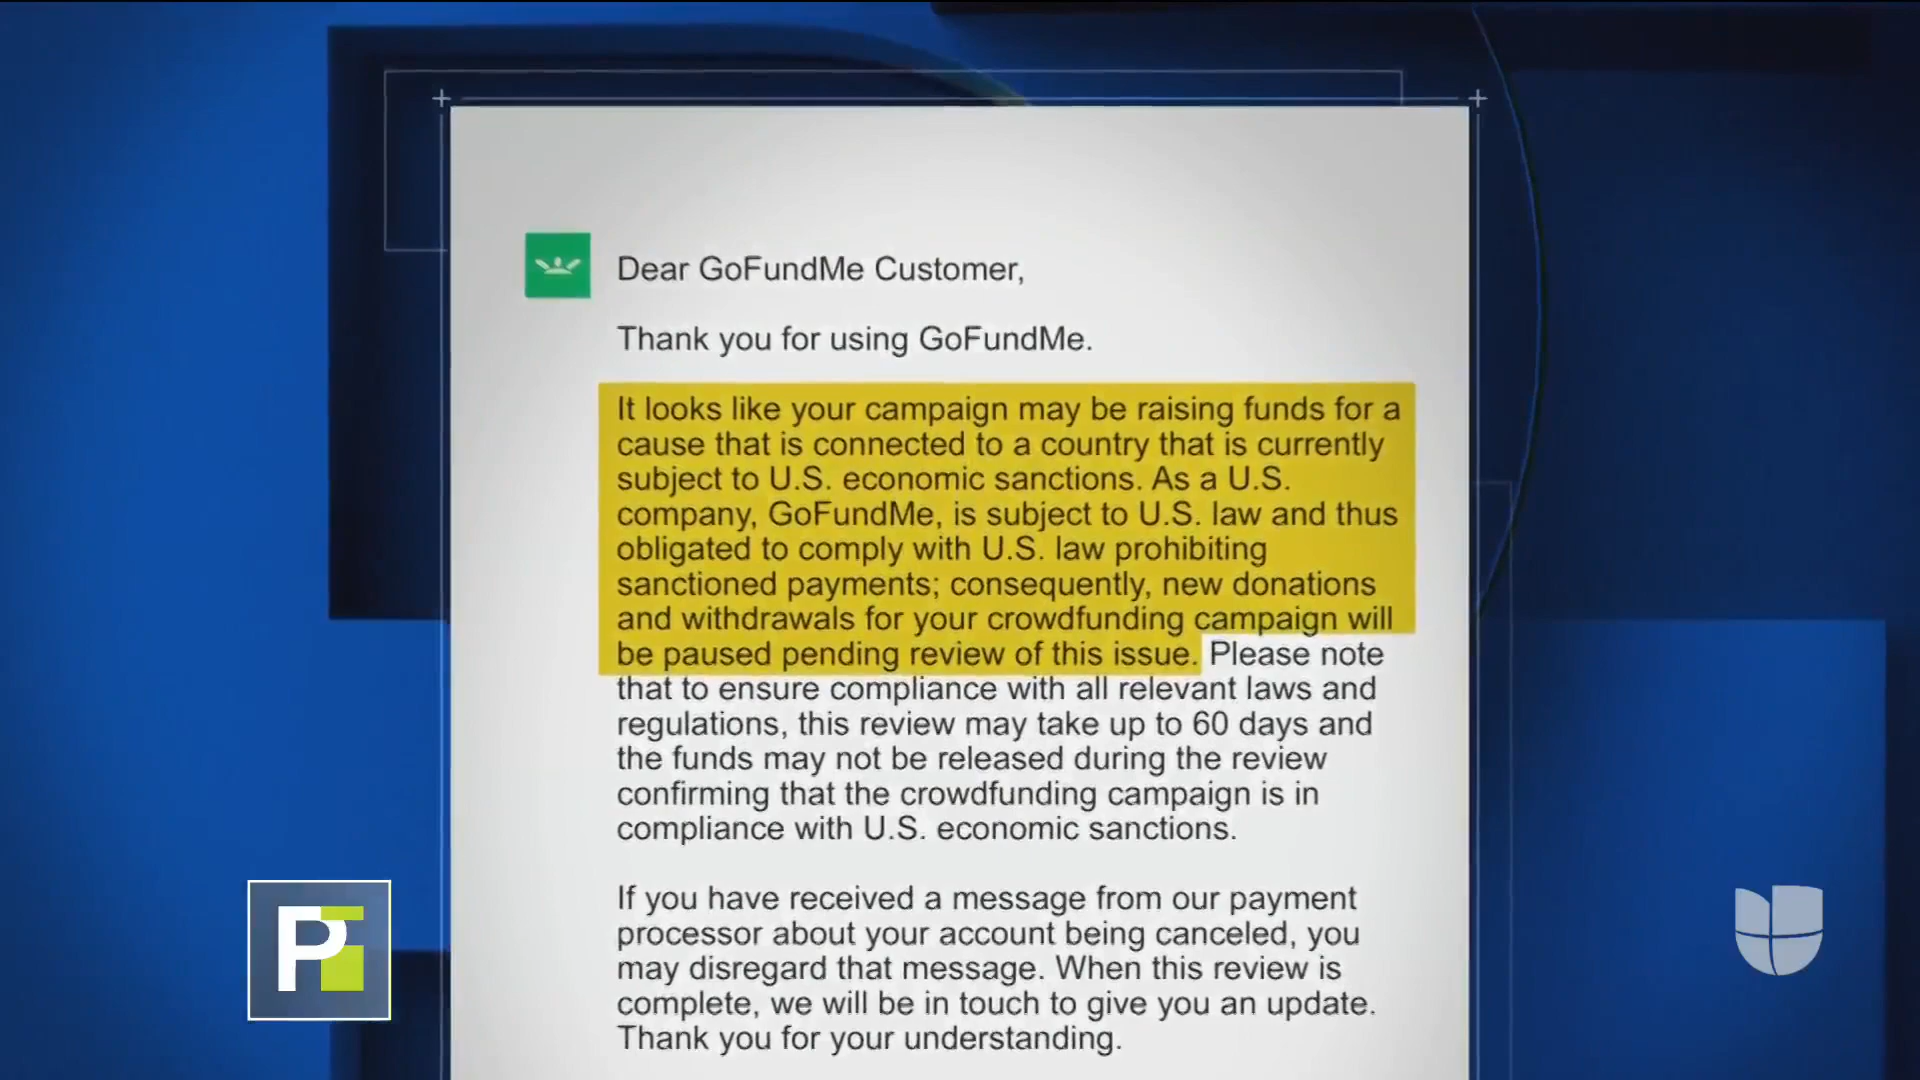 Dear GoFundMe Customer,
Thank you for using GoFundMe.
It looks like your campaign may be raising funds for a
cause that is connected to a country that is currently
subject to U.S. economic sanctions. As a U.S.
company, GoFundMe, is subject to U.S. law and thus
obligated to comply with U.S. law prohibiting
sanctioned payments; consequently, new donations
and withdrawals for your crowdfunding campaign will
be paused pending review of this issue. Please note
that to ensure compliance with all relevant laws and
regulations, this review may take up to 60 days and
the funds may not be released during the review
confirming that the crowdfunding campaign is in
compliance with U.S. economic sanctions.
If you have received a message from our payment
processor about your account being canceled, you
may disregard that message. When this review is
complete, we will be in touch to give you an update.
Thank you for your understanding.
PI